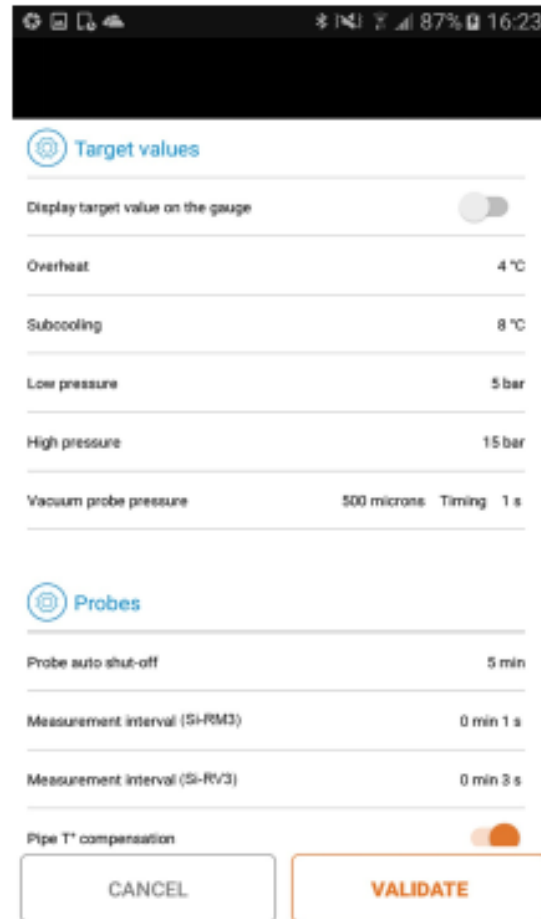 87% 16:23
Target values
Display target value on the gauge
Overheat 4 °C
Subcooling 8 °C
Low pressure 5 bar
High pressure 15 bar
Vacuum probe pressure 500 microns Timing 1 s
Probes
Probe auto shut-off 5 min
Measurement interval (Si-RM3) 0 min 1 s
Measurement interval (Si-RV3) 0 min 3 s
Pipe T° compensation
CANCEL VALIDATE